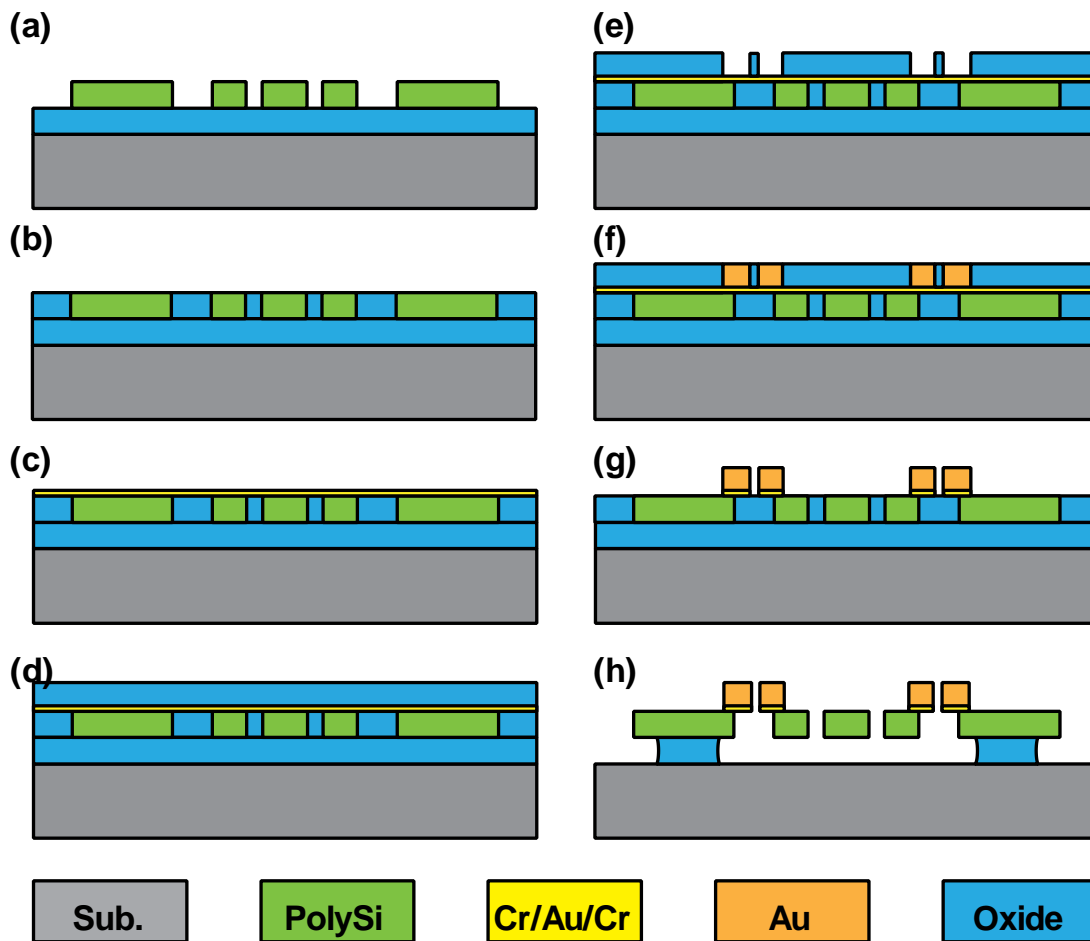 (a)
(b)
(c)
(d)
(e)
(f)
(g)
(h)
Sub.
PolySi
Cr/Au/Cr
Au
Oxide